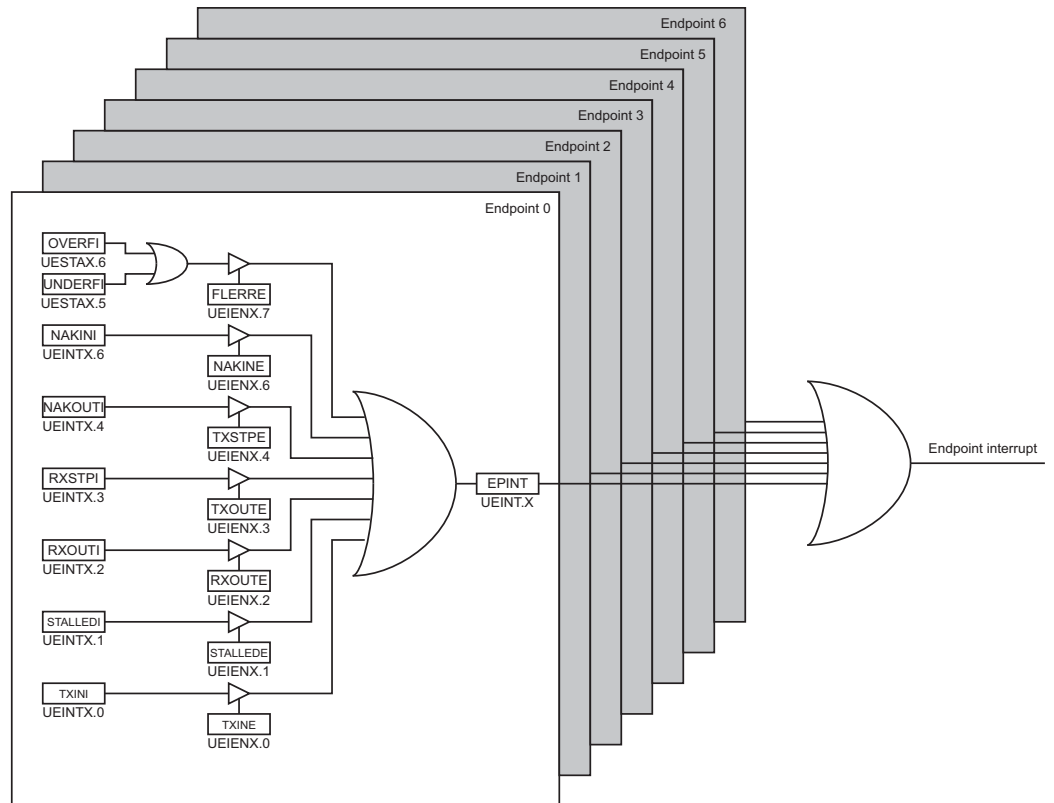 Endpoint 6
Endpoint 5
Endpoint 4
Endpoint 3
Endpoint 2
Endpoint 1
Endpoint 0
OVERFI
UESTAX.6
UNDERFI
UESTAX.5
FLERRE
UEIENX.7
NAKINI
UEINTX.6
NAKINE
UEIENX.6
NAKOUTI
UEINTX.4
TXSTPE
UEIENX.4
RXSTPI
UEINTX.3
TXOUTE
UEIENX.3
RXOUTI
UEINTX.2
RXOUTE
UEIENX.2
STALLEDI
UEINTX.1
STALLEDE
UEIENX.1
TXINI
UEINTX.0
TXINE
UEIENX.0
EPINT
UEINT.X
Endpoint interrupt